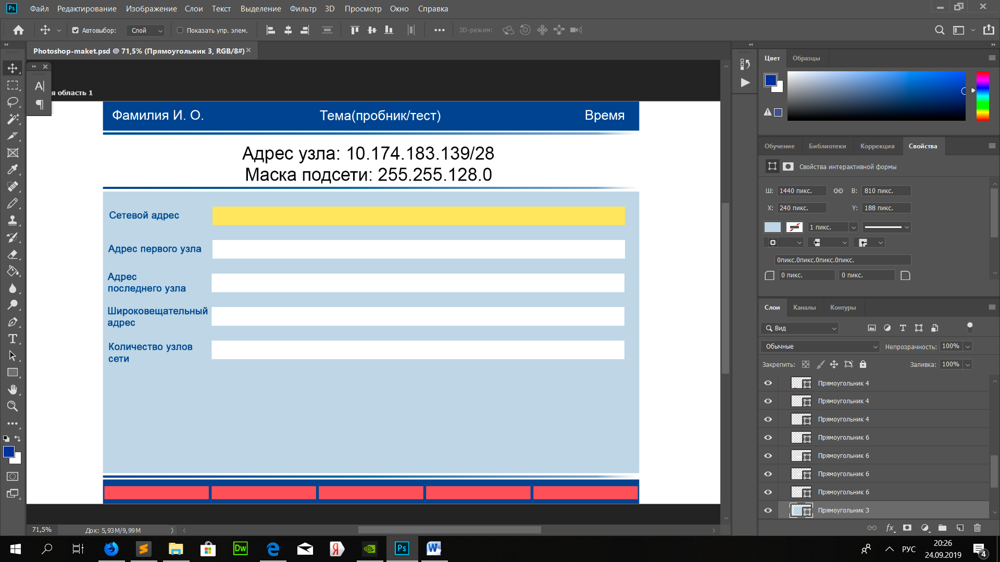 Ps Файл Редактирование Изображение Слои Текст Выделение Фильтр 3D Просмотр Окно Справка
Автовыбор: Слой Показать упр. элем. 3D-режим:
Photoshop-maket.psd @ 71,5% (Прямоугольник 3, RGB/8#)
я область 1
Фамилия И. О. Тема(пробник/тест) Время
Адрес узла: 10.174.183.139/28
Маска подсети: 255.255.128.0
Сетевой адрес
Адрес первого узла
Адрес
последнего узла
Широковещательный
адрес
Количество узлов
сети
71,5% Док: 5,93M/9,99M
Цвет Образцы
Обучение Библиотеки Коррекция Свойства
Свойства интерактивной формы
Ш: 1440 пикс. В: 810 пикс.
X: 240 пикс. Y: 188 пикс.
1 пикс.
0пикс.0пикс.0пикс.0пикс.
0 пикс. 0 пикс.
Слои Каналы Контуры
Вид
Обычные Непрозрачность: 100%
Закрепить: Заливка: 100%
Прямоугольник 4
Прямоугольник 4
Прямоугольник 4
Прямоугольник 6
Прямоугольник 6
Прямоугольник 6
Прямоугольник 6
Прямоугольник 3
fx
Dw Я Ps W РУС 20:26
24.09.2019 4